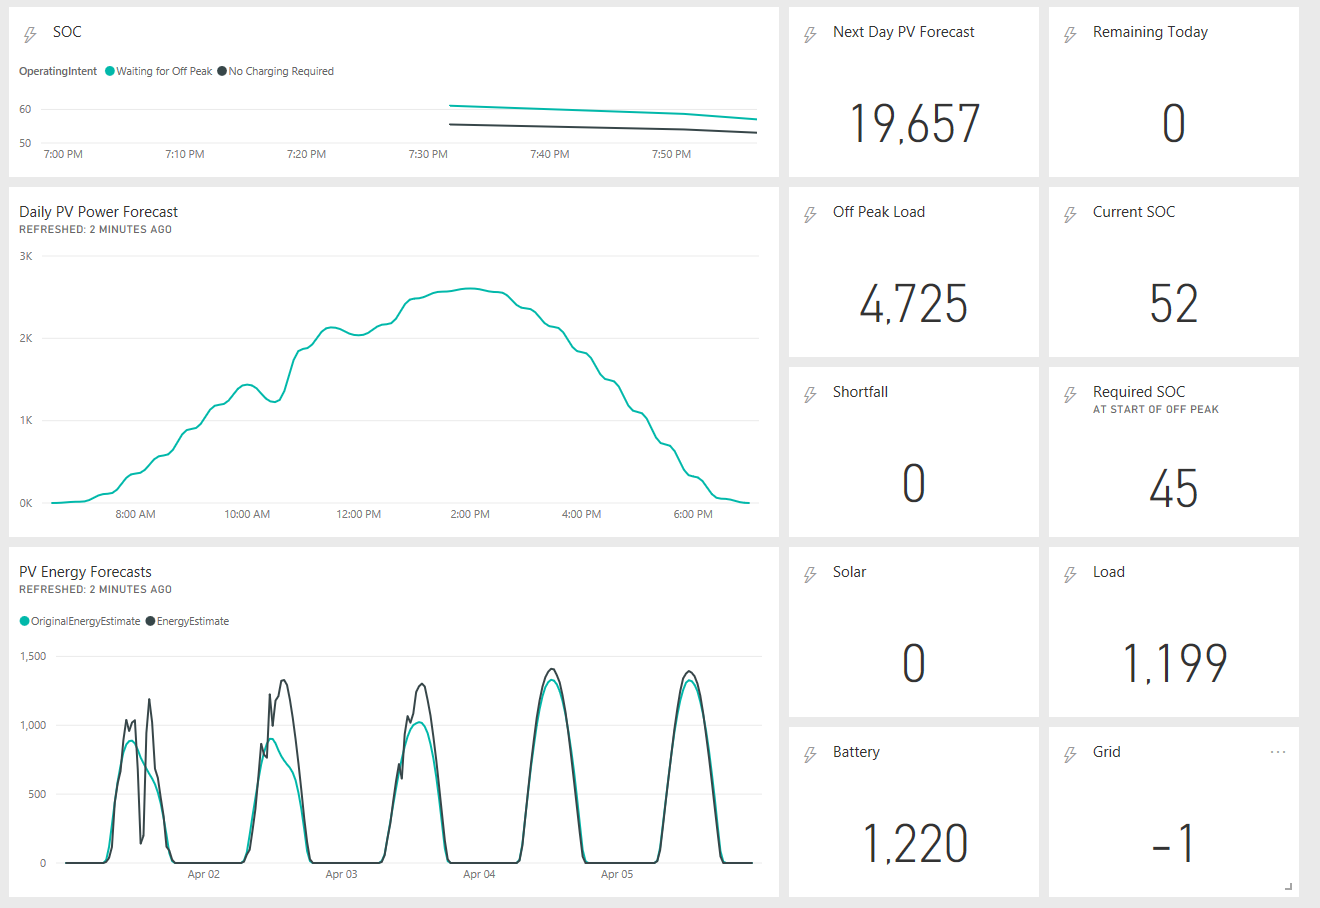 SOC
OperatingIntent Waiting for Off Peak No Charging Required
60
50
7:00 PM 7:10 PM 7:20 PM 7:30 PM 7:40 PM 7:50 PM
Next Day PV Forecast
19,657
Remaining Today
0
Daily PV Power Forecast
REFRESHED: 2 MINUTES AGO
3K
2K
1K
0K
8:00 AM 10:00 AM 12:00 PM 2:00 PM 4:00 PM 6:00 PM
Off Peak Load
4,725
Current SOC
52
Shortfall
0
Required SOC
AT START OF OFF PEAK
45
PV Energy Forecasts
REFRESHED: 2 MINUTES AGO
OriginalEnergyEstimate EnergyEstimate
1,500
1,000
500
0
Apr 02 Apr 03 Apr 04 Apr 05
Solar
0
Load
1,199
Battery
1,220
Grid
-1